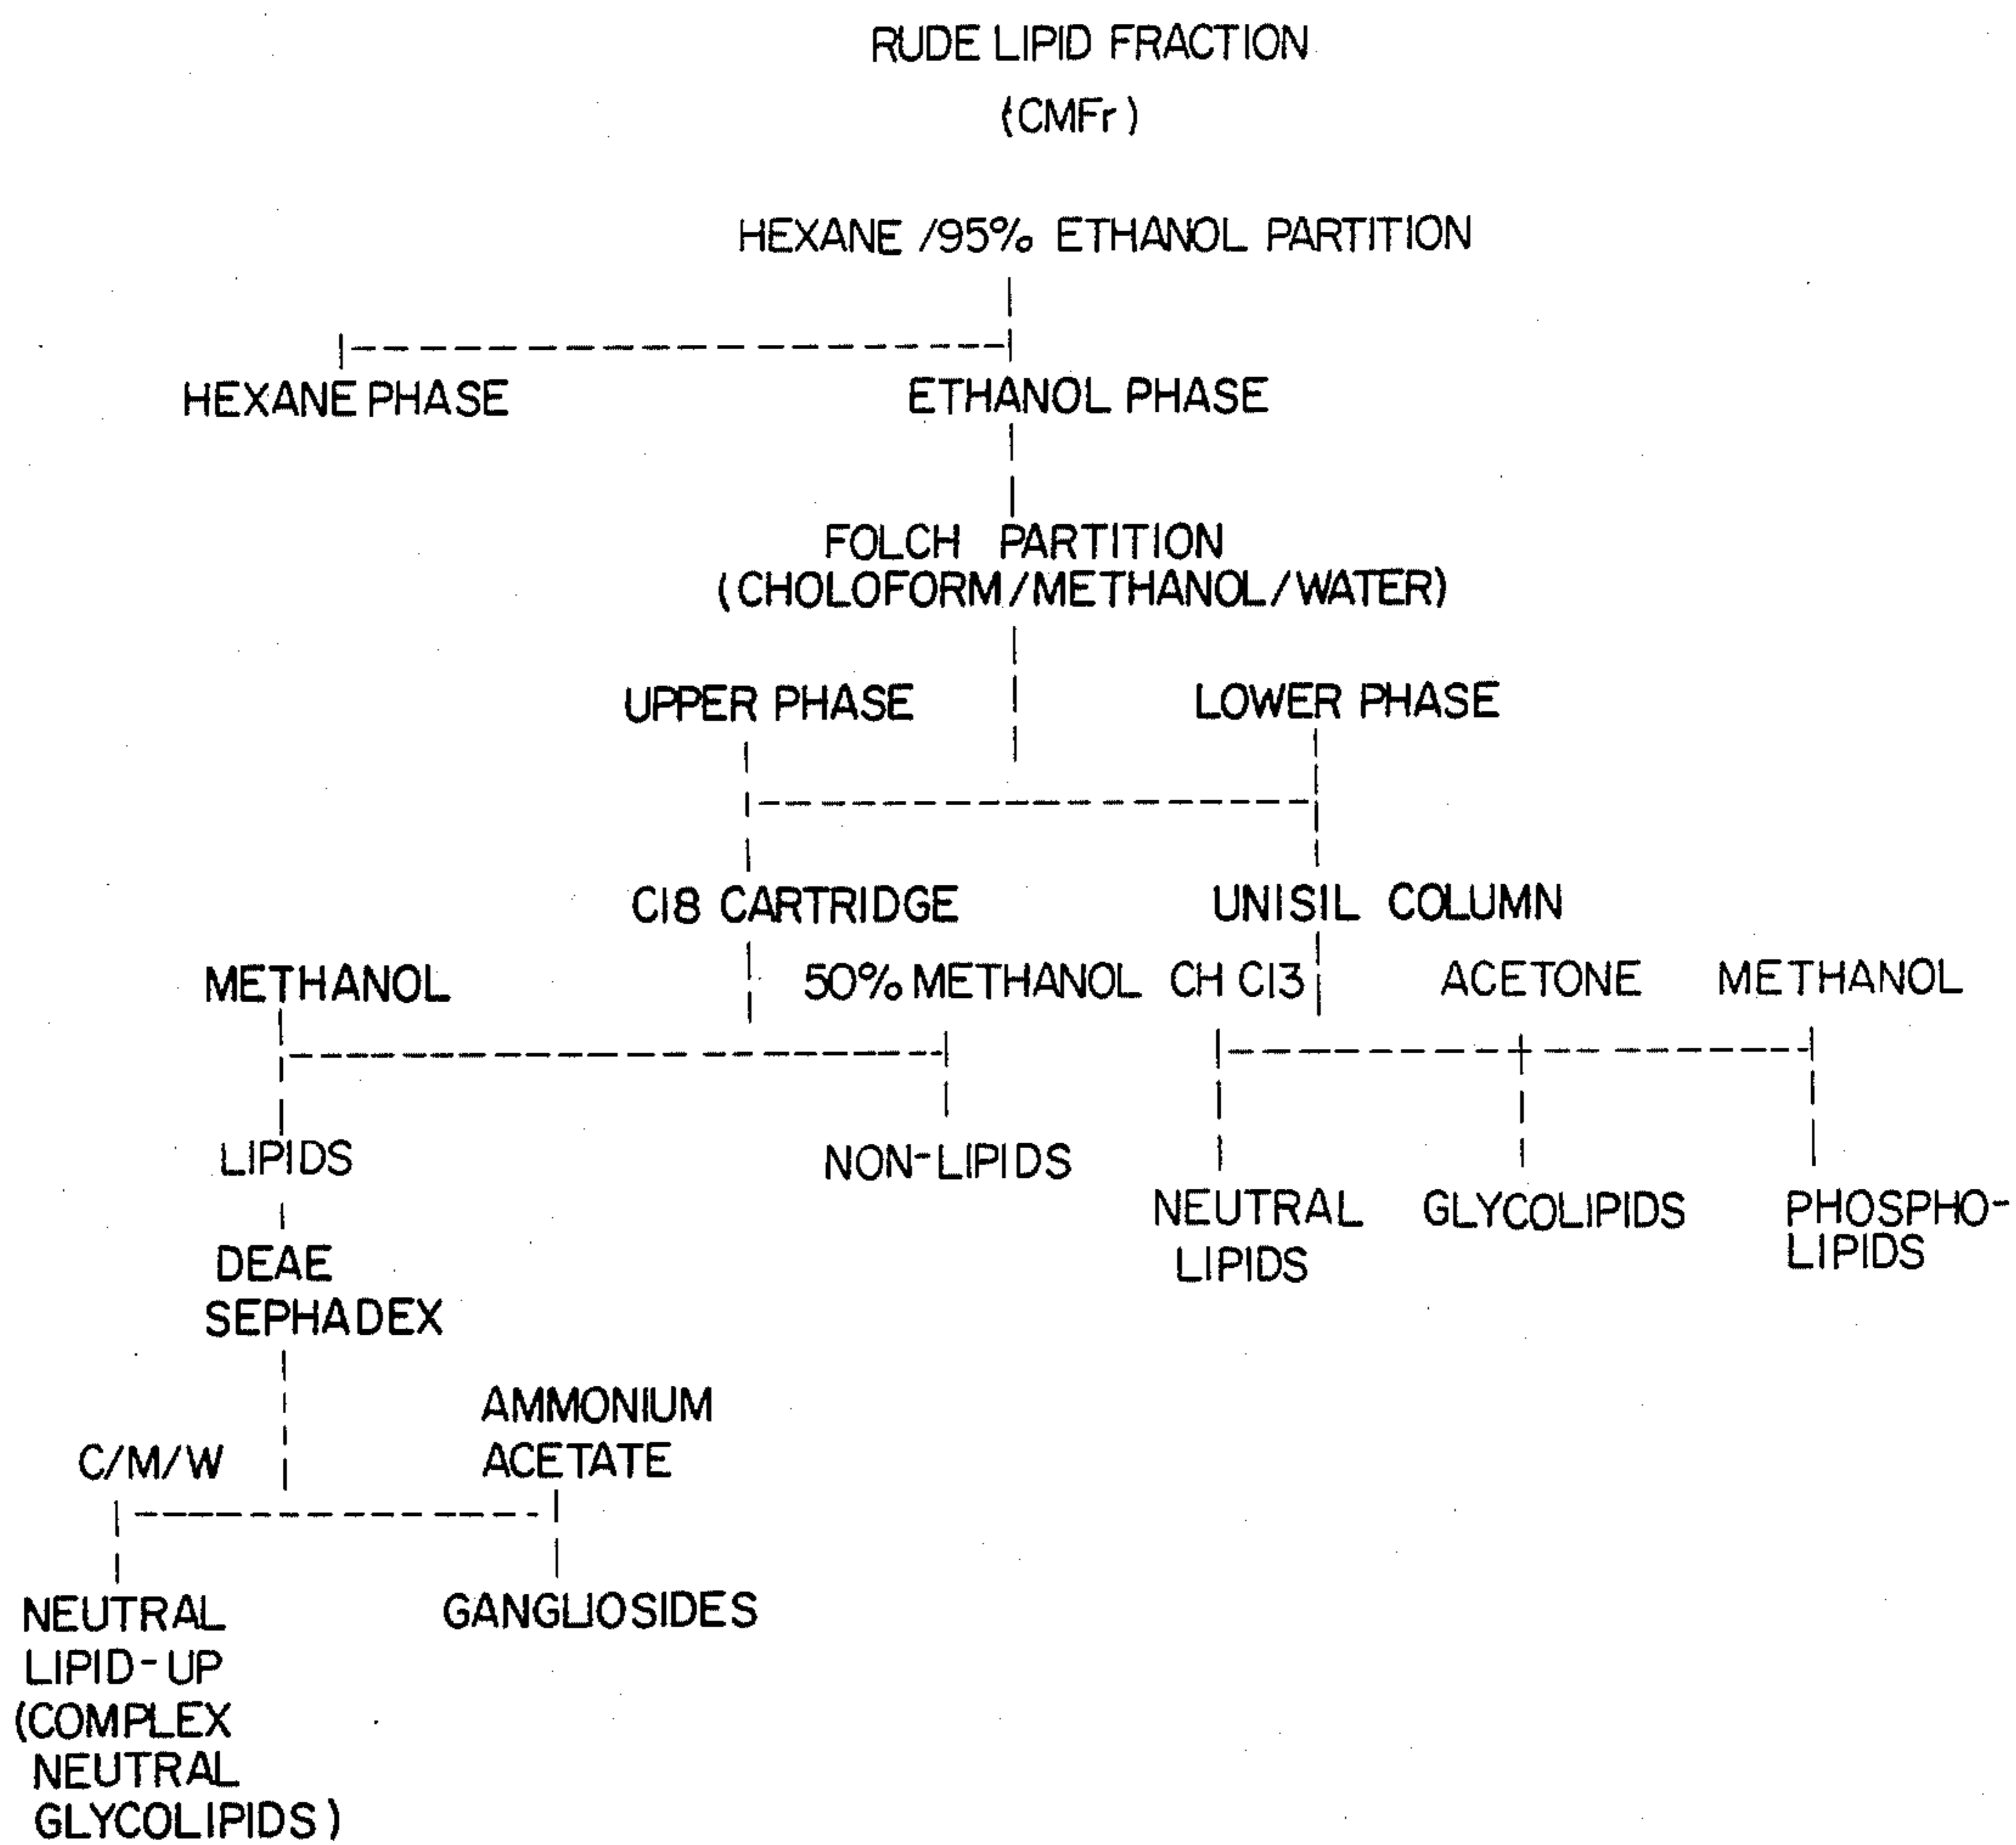 RUDE LIPID FRACTION
(CMFr)
HEXANE /95% ETHANOL PARTITION
HEXANE PHASE
ETHANOL PHASE
FOLCH PARTITION
(CHOLOFORM/METHANOL/WATER)
UPPER PHASE
LOWER PHASE
C18 CARTRIDGE
UNISIL COLUMN
METHANOL
50% METHANOL
CH Cl3
ACETONE
METHANOL
LIPIDS
NON-LIPIDS
NEUTRAL
LIPIDS
GLYCOLIPIDS
PHOSPHO-
LIPIDS
DEAE
SEPHADEX
C/M/W
AMMONIUM
ACETATE
NEUTRAL
LIPID-UP
(COMPLEX
NEUTRAL
GLYCOLIPIDS)
GANGLIOSIDES